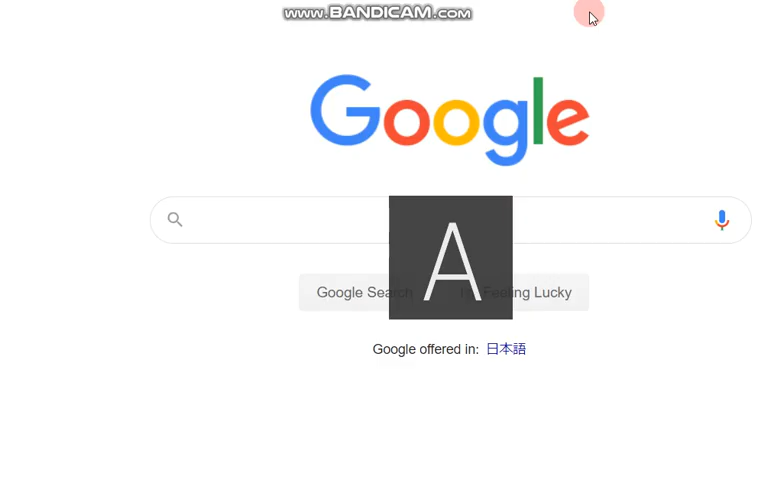 www.BANDICAM.com
Google
A
Google Search
Feeling Lucky
Google offered in: 日本語